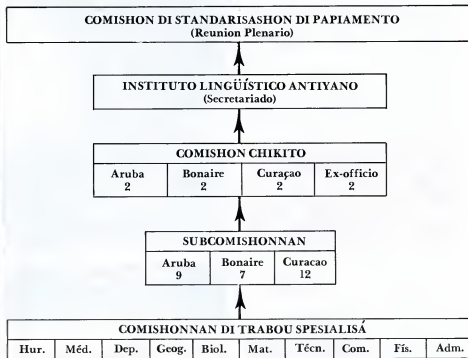 COMISHON DI STANDARISASHON DI PAPIAMENTO
(Reunion Plenario)
INSTITUTO LINGÜÍSTICO ANTIYANO
(Secretariado)
COMISHON CHIKITO
Aruba Bonaire Curaçao Ex-officio
2 2 2 2
SUBCOMISHONNAN
Aruba Bonaire Curacao
9 7 12
COMISHONNAN DI TRABOU SPESIALISÁ
Hur. Méd. Dep. Geog. Biol. Mat. Técn. Com. Fís. Adm.